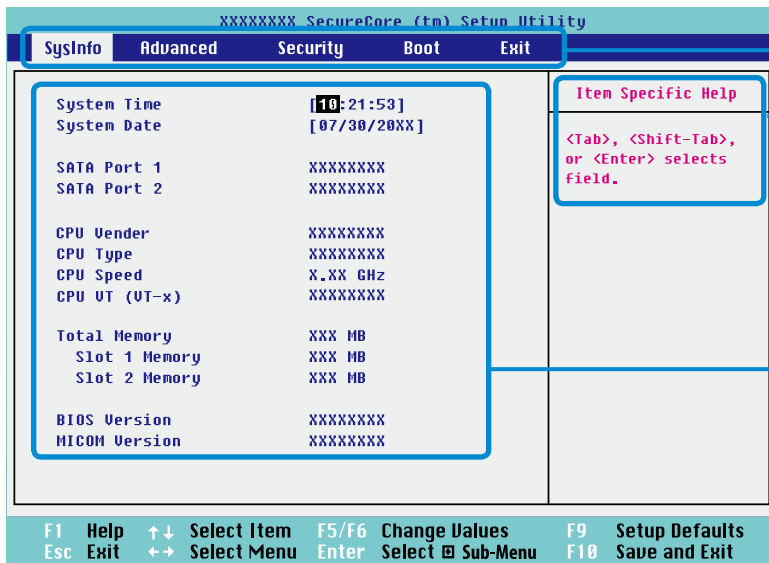 XXXXXXXX SecureCore (tm) Setup Utility
SysInfo Advanced Security Boot Exit
System Time [10:21:53]
System Date [07/30/20XX]
SATA Port 1 XXXXXXXX
SATA Port 2 XXXXXXXX
CPU Vender XXXXXXXX
CPU Type XXXXXXXX
CPU Speed X.XX GHz
CPU VT (VT-x) XXXXXXXX
Total Memory XXX MB
Slot 1 Memory XXX MB
Slot 2 Memory XXX MB
BIOS Version XXXXXXXX
MICOM Version XXXXXXXX
Item Specific Help
<Tab>, <Shift-Tab>,
or <Enter> selects
field.
F1 Help ↑↓ Select Item F5/F6 Change Values F9 Setup Defaults
Esc Exit ←→ Select Menu Enter Select ⊡ Sub-Menu F10 Save and Exit